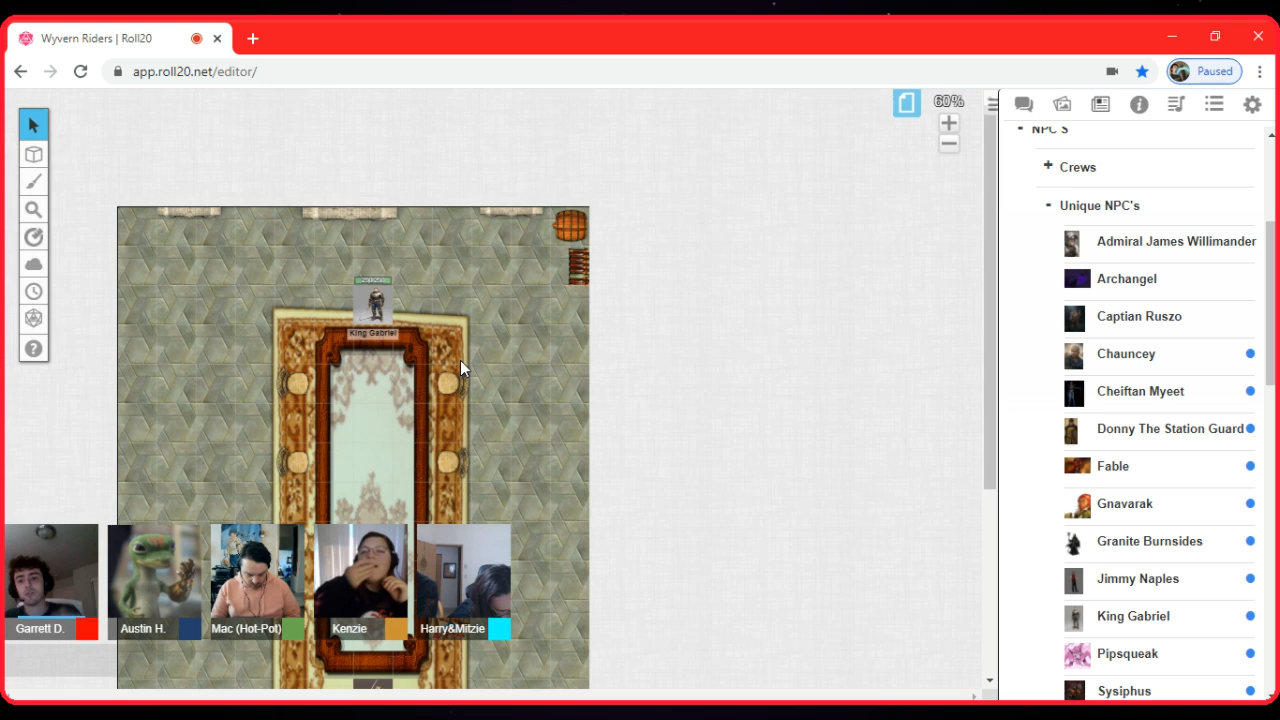 Wyvern Riders | Roll20
app.roll20.net/editor/
Paused
60%
NPC'S
Crews
Unique NPC's
Admiral James Willimander
Archangel
Captian Ruszo
Chauncey
Cheiftan Myeet
Donny The Station Guard
Fable
Gnavarak
Granite Burnsides
Jimmy Naples
King Gabriel
Pipsqueak
Sysiphus
King Gabriel
Garrett D.
Austin H.
Mac (Hot-Pot)
Kenzie
Harry&Mitzie